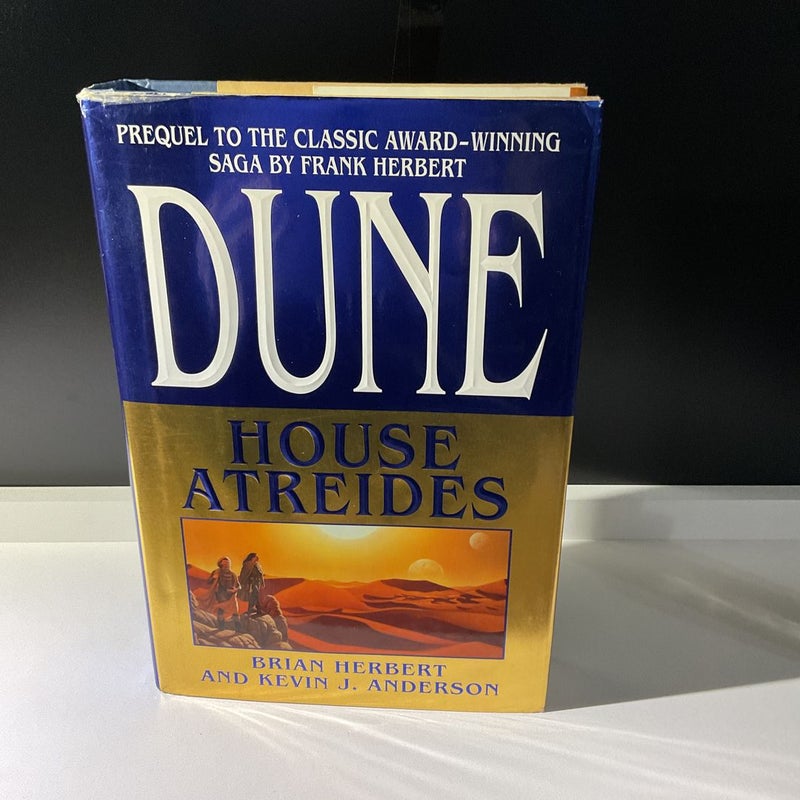 PREQUEL TO THE CLASSIC AWARD-WINNING
SAGA BY FRANK HERBERT
DUNE
HOUSE
ATREIDES
BRIAN HERBERT
AND KEVIN J. ANDERSON